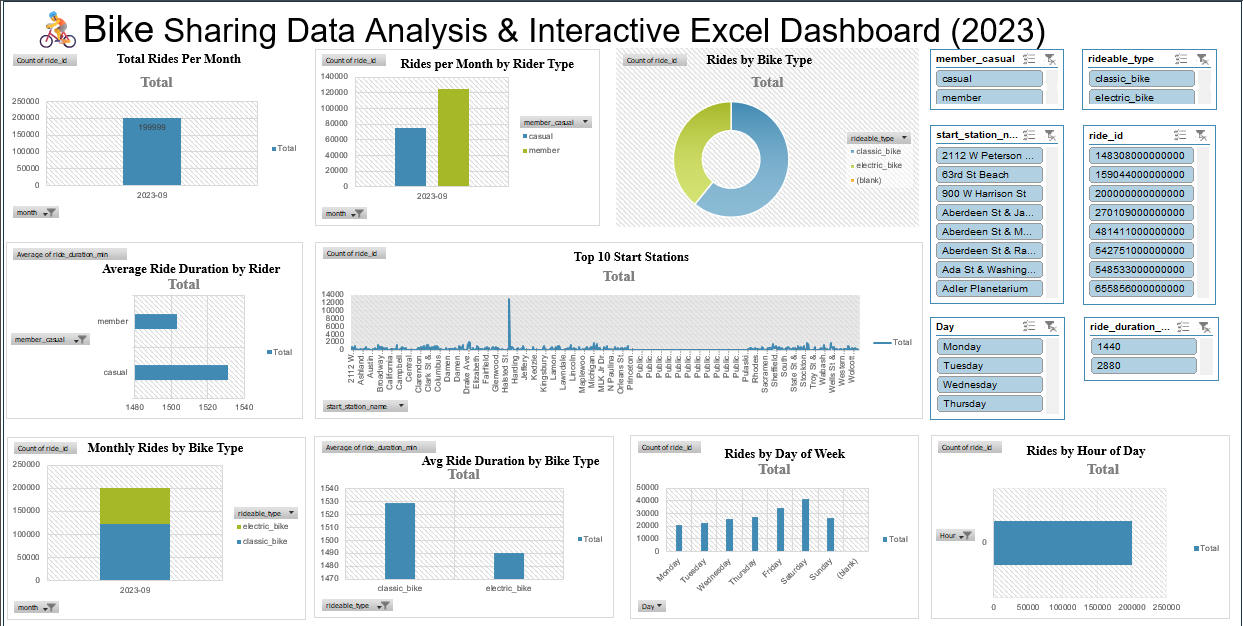 Bike Sharing Data Analysis & Interactive Excel Dashboard (2023)
Count of ride_id
Total Rides Per Month
Total
250000
200000
150000
100000
50000
0
199999
2023-09
Total
month
Count of ride_id
Rides per Month by Rider Type
140000
120000
100000
80000
60000
40000
20000
0
2023-09
member_casual
casual
member
month
Count of ride_id
Rides by Bike Type
Total
rideable_type
classic_bike
electric_bike
(blank)
member_casual
casual
member
rideable_type
classic_bike
electric_bike
start_station_n...
2112 W Peterson ...
63rd St Beach
900 W Harrison St
Aberdeen St & Ja...
Aberdeen St & M...
Aberdeen St & Ra...
Ada St & Washing...
Adler Planetarium
ride_id
148308000000000
159044000000000
200000000000000
270109000000000
481411000000000
542751000000000
548533000000000
655856000000000
Average of ride_duration_min
Average Ride Duration by Rider
Total
member_casual
member
casual
1480 1500 1520 1540
Total
Count of ride_id
Top 10 Start Stations
Total
14000
12000
10000
8000
6000
4000
2000
0
2112 W.
Ashland
Austin.
Broadway.
California
Campbell.
Central
Clarendon.
Clark St &.
Columbus.
Damen.
Damen.
Drake Ave.
Elizabeth
Fairfield.
Glenwood.
Halsted St.
Harding.
Jeffery.
Kedzie.
Kingsbury
Lamon.
Lawndale.
Lincoln.
Maplewoo.
Michigan.
MLK Jr Dr.
N Paulina.
Orleans St.
Princeton.
Public.
Public.
Public.
Public.
Public.
Public.
Public.
Public.
Public.
Public.
Public.
Pulaski.
Rhodes.
Sacramen.
Sheffield.
South.
State St &.
Stockton.
Troy St &.
Wabash.
Wells St &.
Western.
Wolcott.
Total
start_station_name
Day
Monday
Tuesday
Wednesday
Thursday
ride_duration_...
1440
2880
Count of ride_id
Monthly Rides by Bike Type
250000
200000
150000
100000
50000
0
2023-09
rideable_type
electric_bike
classic_bike
month
Average of ride_duration_min
Avg Ride Duration by Bike Type
Total
1540
1530
1520
1510
1500
1490
1480
1470
classic_bike electric_bike
Total
rideable_type
Count of ride_id
Rides by Day of Week
Total
50000
40000
30000
20000
10000
0
Monday
Tuesday
Wednesday
Thursday
Friday
Saturday
Sunday
(blank)
Total
Day
Count of ride_id
Rides by Hour of Day
Total
Hour
0
0 50000 100000 150000 200000 250000
Total